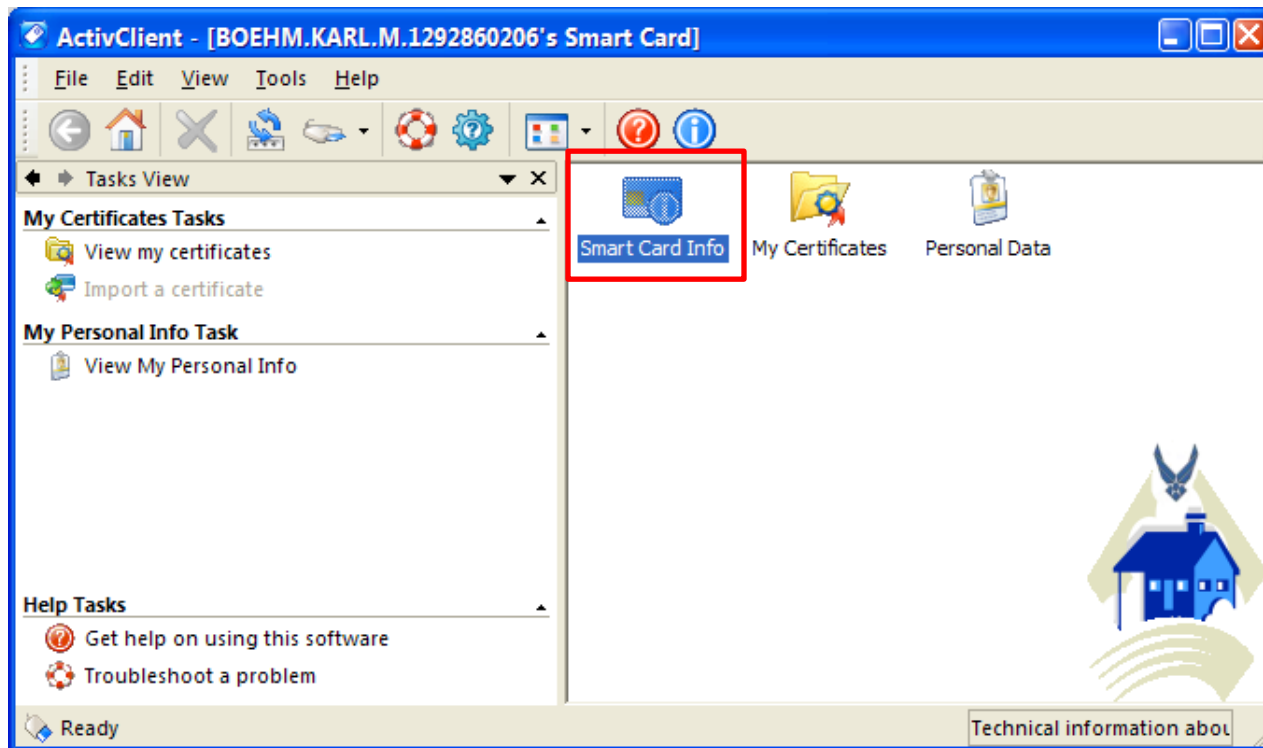 ActivClient - [BOEHM.KARL.M.1292860206's Smart Card]
File Edit View Tools Help
Tasks View
My Certificates Tasks
View my certificates
Import a certificate
My Personal Info Task
View My Personal Info
Smart Card Info
My Certificates
Personal Data
Help Tasks
Get help on using this software
Troubleshoot a problem
Ready
Technical information abou